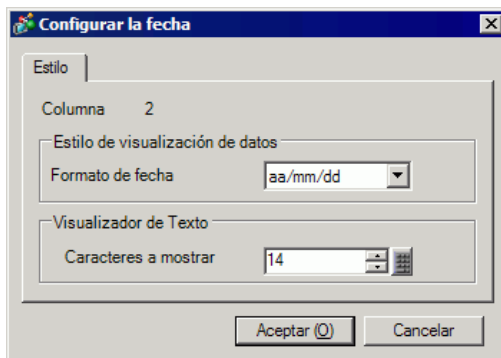 Configurar la fecha
Estilo
Columna 2
Estilo de visualización de datos
Formato de fecha aa/mm/dd
Visualizador de Texto
Caracteres a mostrar 14
Aceptar (O) Cancelar